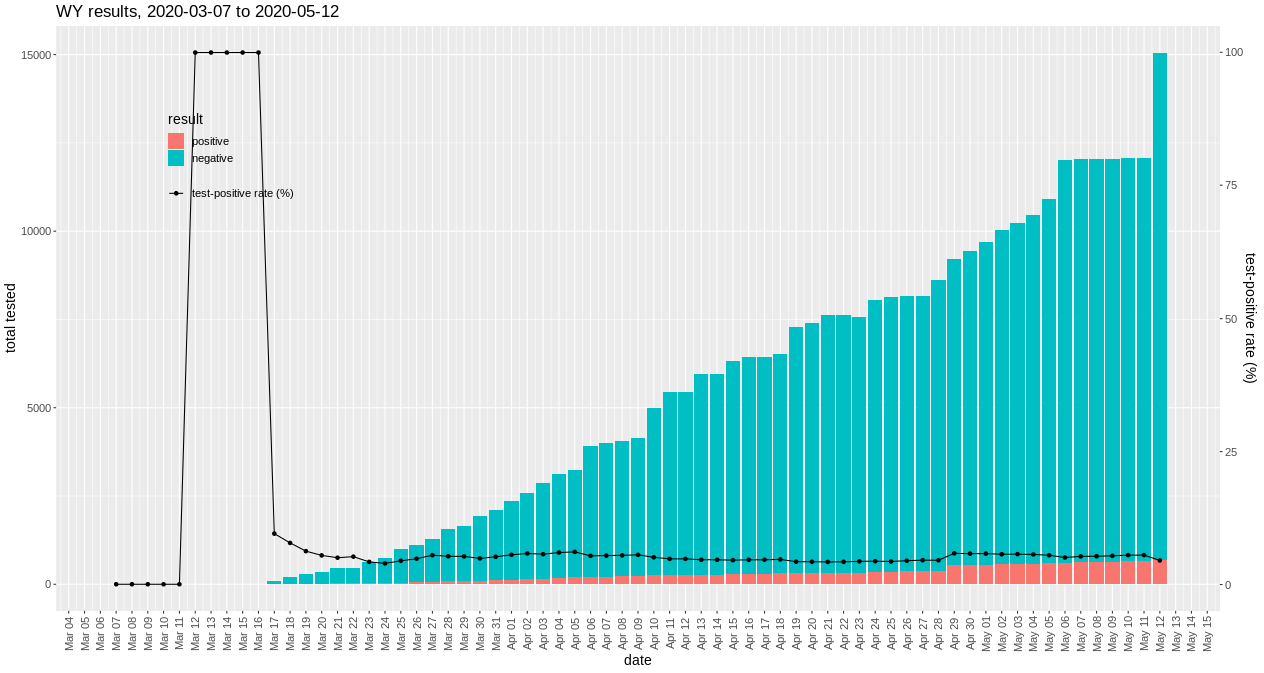 WY results, 2020-03-07 to 2020-05-12
total tested
15000
10000
5000
0
result
positive
negative
test-positive rate (%)
100
75
50
25
0
test-positive rate (%)
Mar 04
Mar 05
Mar 06
Mar 07
Mar 08
Mar 09
Mar 10
Mar 11
Mar 12
Mar 13
Mar 14
Mar 15
Mar 16
Mar 17
Mar 18
Mar 19
Mar 20
Mar 21
Mar 22
Mar 23
Mar 24
Mar 25
Mar 26
Mar 27
Mar 28
Mar 29
Mar 30
Mar 31
Apr 01
Apr 02
Apr 03
Apr 04
Apr 05
Apr 06
Apr 07
Apr 08
Apr 09
Apr 10
Apr 11
Apr 12
Apr 13
Apr 14
Apr 15
Apr 16
Apr 17
Apr 18
Apr 19
Apr 20
Apr 21
Apr 22
Apr 23
Apr 24
Apr 25
Apr 26
Apr 27
Apr 28
Apr 29
Apr 30
May 01
May 02
May 03
May 04
May 05
May 06
May 07
May 08
May 09
May 10
May 11
May 12
May 13
May 14
May 15
date